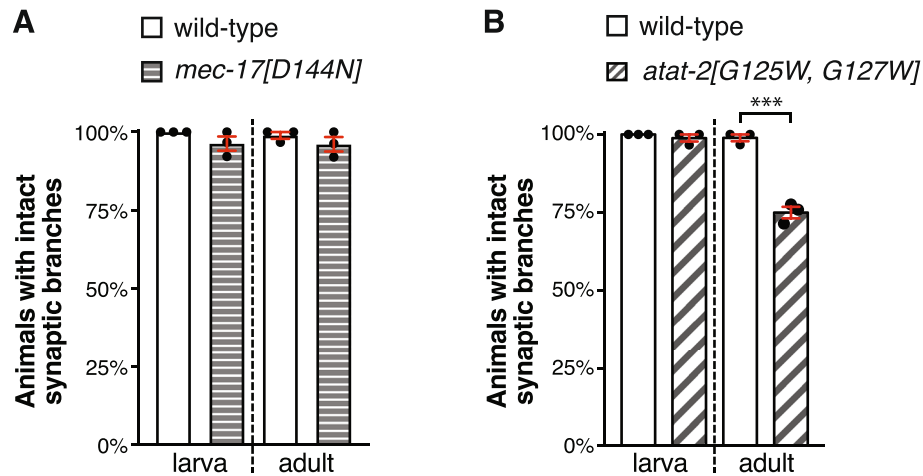 A
wild-type
mec-17[D144N]
100%
75%
50%
25%
0%
Animals with intact
synaptic branches
larva
adult
B
wild-type
atat-2[G125W, G127W]
***
100%
75%
50%
25%
0%
Animals with intact
synaptic branches
larva
adult